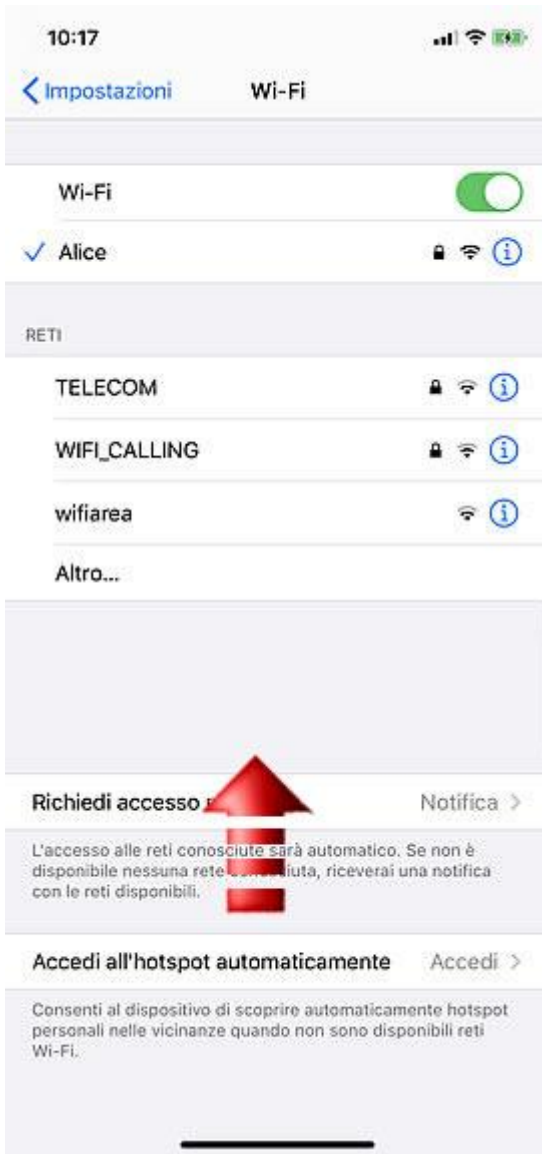 10:17
Impostazioni Wi-Fi
Wi-Fi
Alice
RETI
TELECOM
WIFI_CALLING
wifiarea
Altro...
Richiedi accesso Notifica
L'accesso alle reti conosciute sarà automatico. Se non è
disponibile nessuna rete riceverai una notifica
con le reti disponibili.
Accedi all'hotspot automaticamente Accedi
Consenti al dispositivo di scoprire automaticamente hotspot
personali nelle vicinanze quando non sono disponibili reti
Wi-Fi.